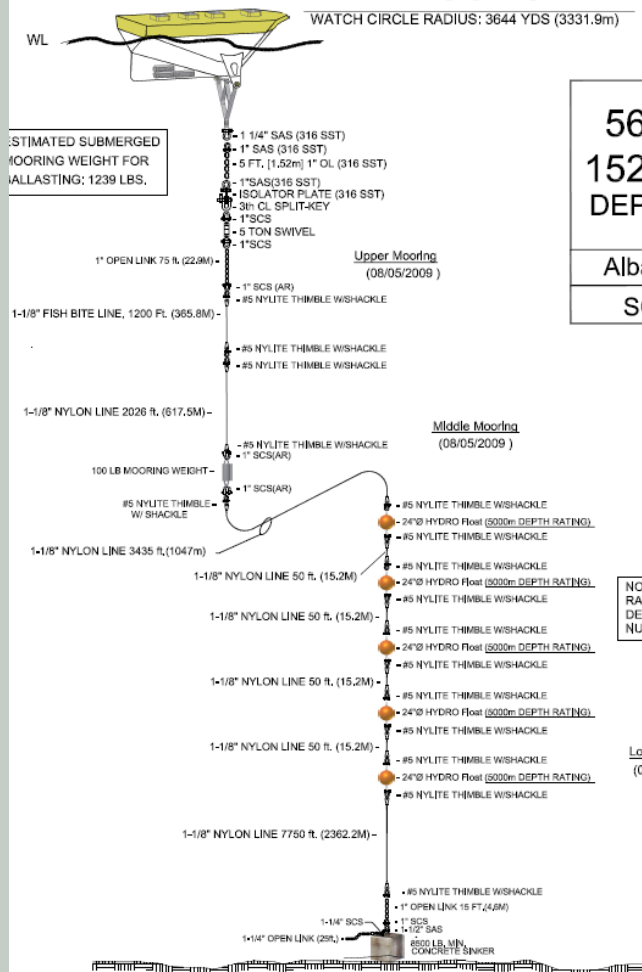 WATCH CIRCLE RADIUS: 3644 YDS (3331.9m)
WL
ESTIMATED SUBMERGED
MOORING WEIGHT FOR
BALLASTING: 1239 LBS.
56
152
DEP
Alba
S
1 1/4" SAS (316 SST)
1" SAS (316 SST)
5 FT. [1.52m] 1" OL (316 SST)
1"SAS(316 SST)
ISOLATOR PLATE (316 SST)
3th CL SPLIT-KEY
1"SCS
5 TON SWIVEL
1"SCS
1" OPEN LINK 75 ft. (22.9M)
Upper Mooring
(08/05/2009 )
1" SCS (AR)
#5 NYLITE THIMBLE W/SHACKLE
1-1/8" FISH BITE LINE, 1200 Ft. (365.8M)
#5 NYLITE THIMBLE W/SHACKLE
#5 NYLITE THIMBLE W/SHACKLE
1-1/8" NYLON LINE 2026 ft. (617.5M)
Middle Mooring
(08/05/2009 )
#5 NYLITE THIMBLE W/SHACKLE
1" SCS(AR)
100 LB MOORING WEIGHT
1" SCS(AR)
#5 NYLITE THIMBLE
W/ SHACKLE
1-1/8" NYLON LINE 3435 ft.(1047m)
#5 NYLITE THIMBLE W/SHACKLE
24"Ø HYDRO Float (5000m DEPTH RATING)
#5 NYLITE THIMBLE W/SHACKLE
1-1/8" NYLON LINE 50 ft. (15.2M)
#5 NYLITE THIMBLE W/SHACKLE
24"Ø HYDRO Float (5000m DEPTH RATING)
#5 NYLITE THIMBLE W/SHACKLE
NO
RA
DE
NU
1-1/8" NYLON LINE 50 ft. (15.2M)
#5 NYLITE THIMBLE W/SHACKLE
24"Ø HYDRO Float (5000m DEPTH RATING)
#5 NYLITE THIMBLE W/SHACKLE
1-1/8" NYLON LINE 50 ft. (15.2M)
#5 NYLITE THIMBLE W/SHACKLE
24"Ø HYDRO Float (5000m DEPTH RATING)
#5 NYLITE THIMBLE W/SHACKLE
1-1/8" NYLON LINE 50 ft. (15.2M)
Lo
(0
#5 NYLITE THIMBLE W/SHACKLE
24"Ø HYDRO Float (5000m DEPTH RATING)
#5 NYLITE THIMBLE W/SHACKLE
1-1/8" NYLON LINE 7750 ft. (2362.2M)
#5 NYLITE THIMBLE W/SHACKLE
1" OPEN LINK 15 FT.(4.6M)
1-1/4" SCS
1" SCS
1-1/2" SAS
1-1/4" OPEN LINK (25ft.)
8500 LB. MIN.
CONCRETE SINKER